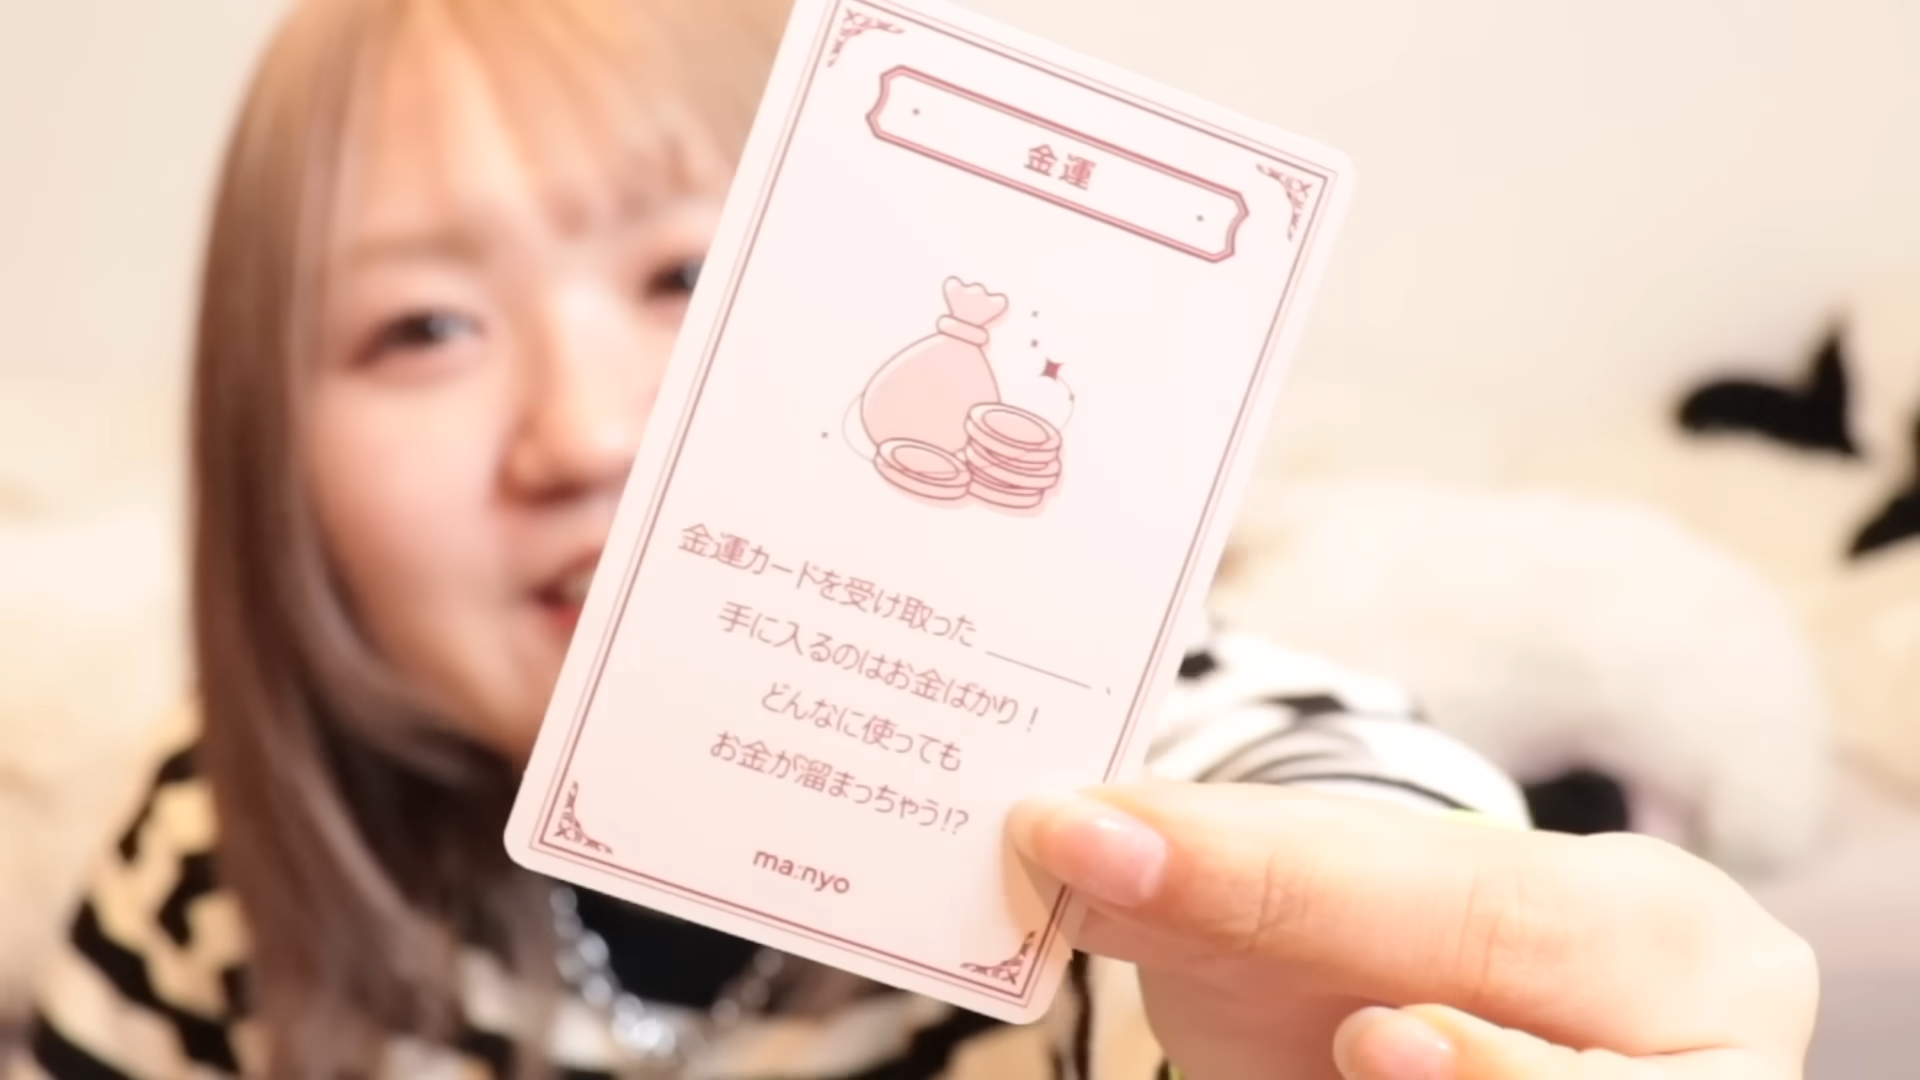 金運
金運カードを受け取った ＿＿＿＿、
手に入るのはお金ばかり！
どんなに使っても
お金が溜まっちゃう!?
ma:nyo